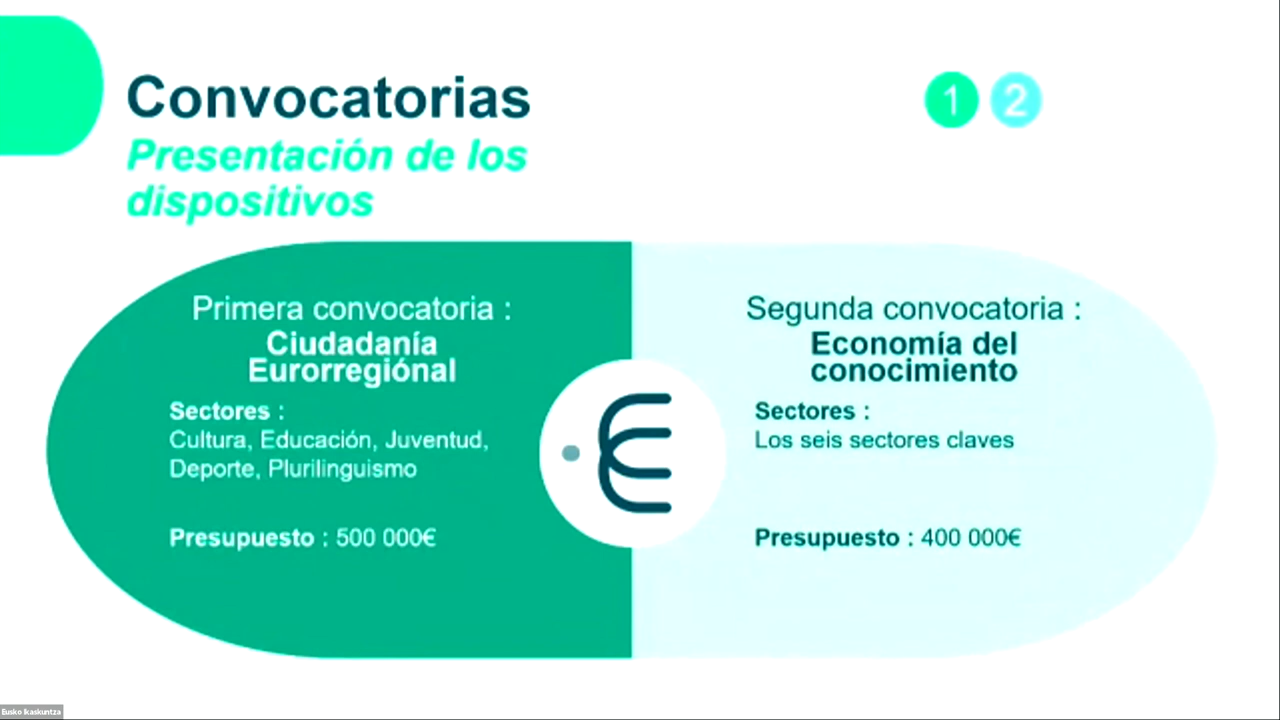 Convocatorias
1 2
Presentación de los
dispositivos
Primera convocatoria :
Ciudadanía
Eurorregiónal
Sectores :
Cultura, Educación, Juventud,
Deporte, Plurilinguismo
Presupuesto : 500 000€
Segunda convocatoria :
Economía del
conocimiento
Sectores :
Los seis sectores claves
Presupuesto : 400 000€
Eusko Ikaskuntza